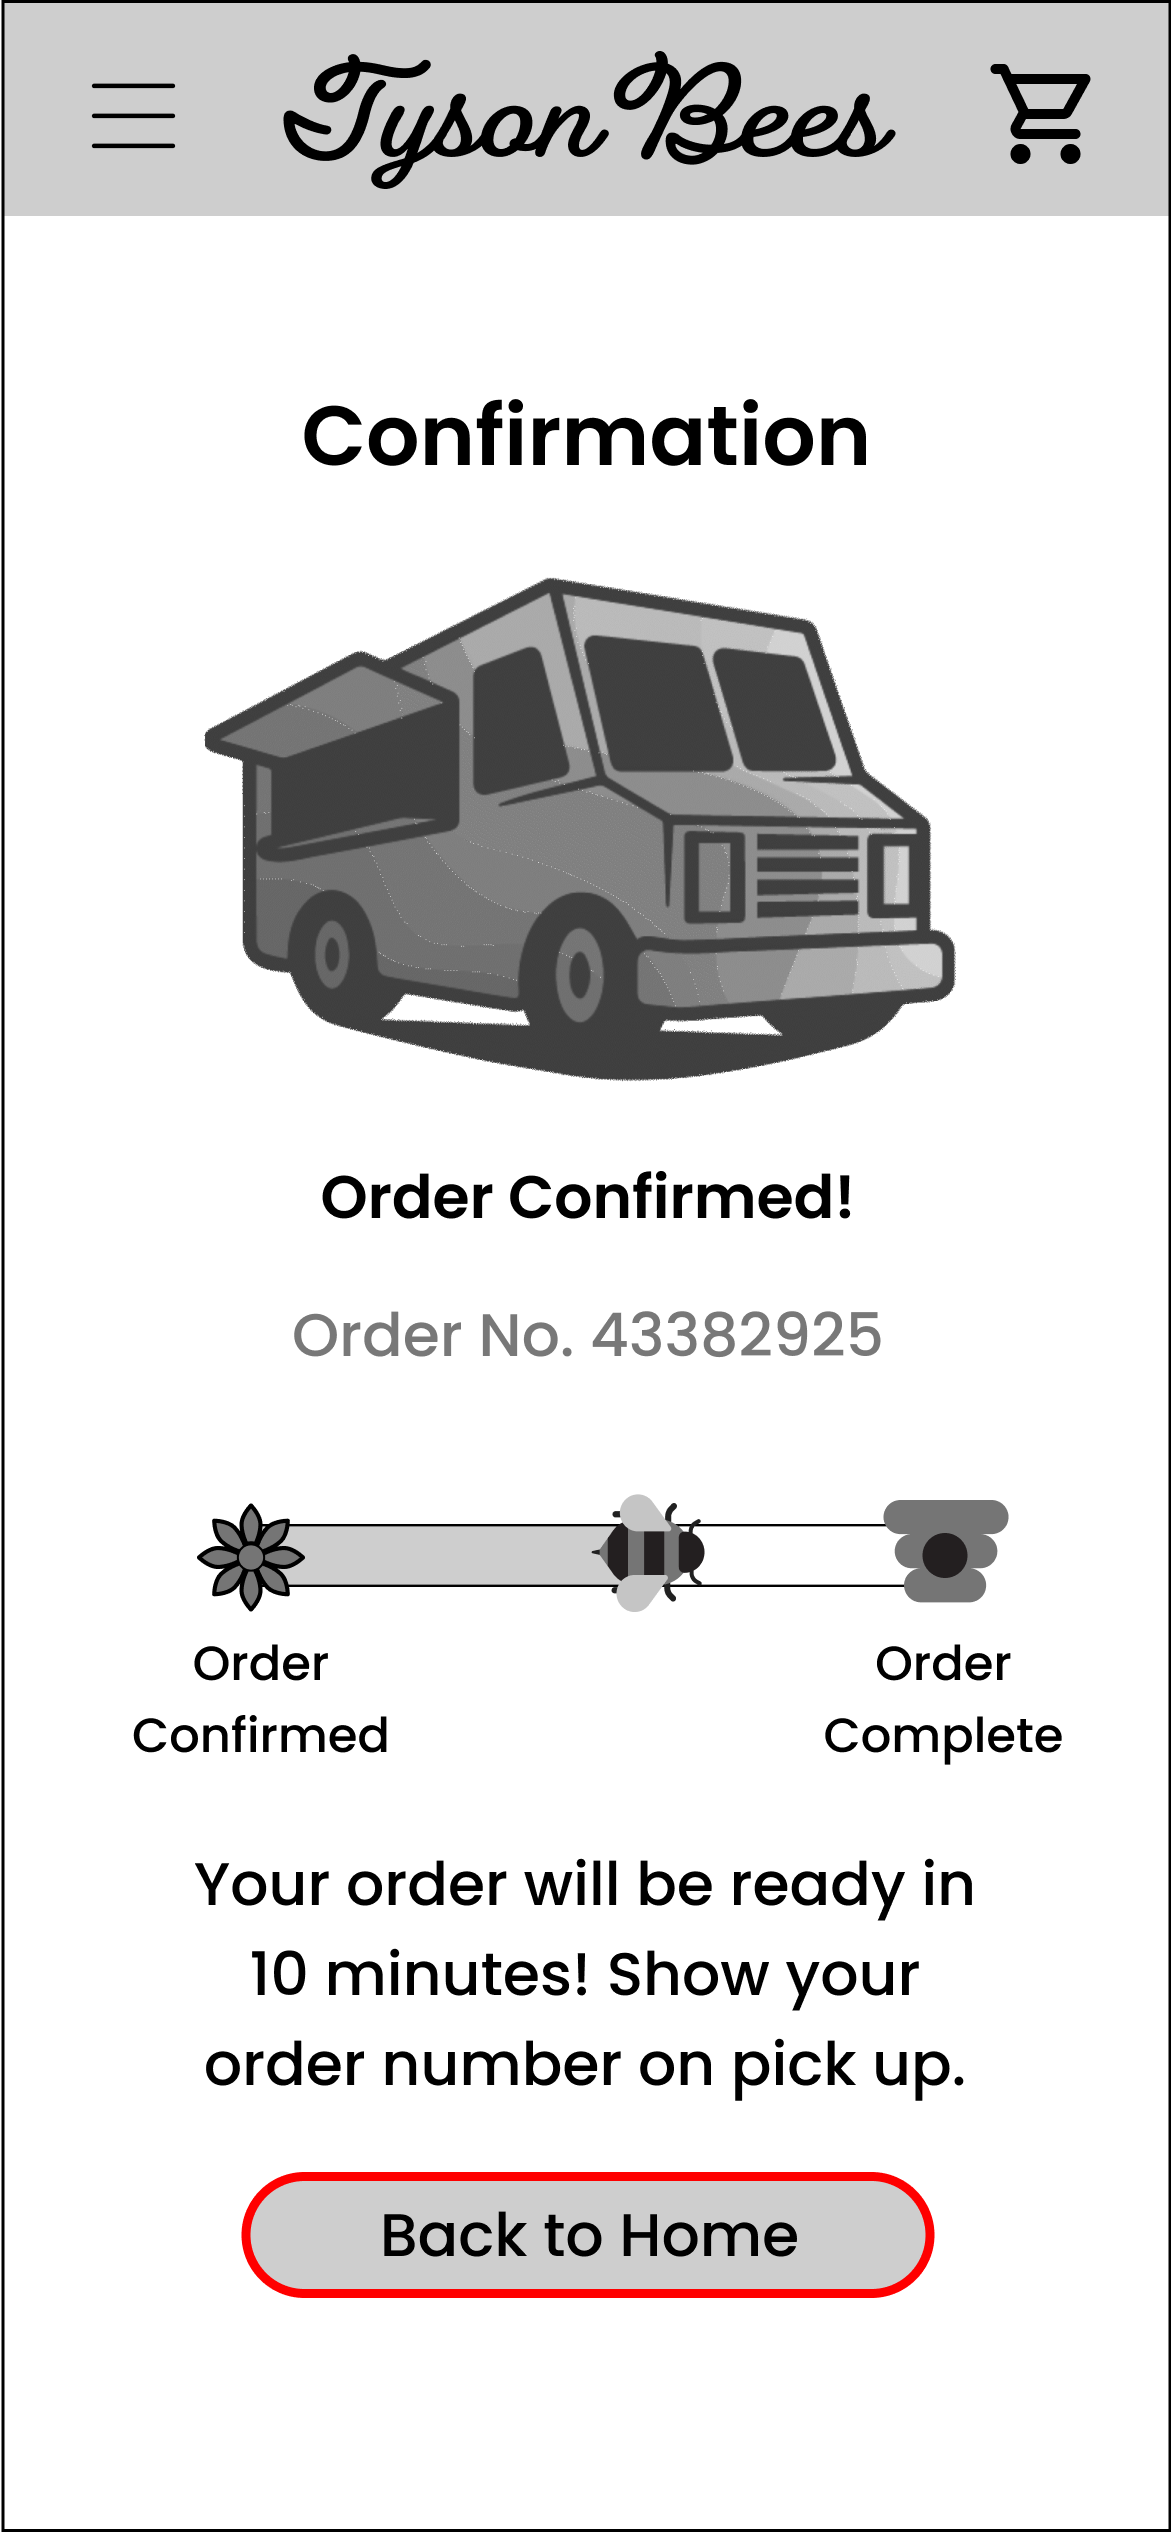 Tyson Bees
Confirmation
Order Confirmed!
Order No. 43382925
Order
Confirmed
Order
Complete
Your order will be ready in
10 minutes! Show your
order number on pick up.
Back to Home